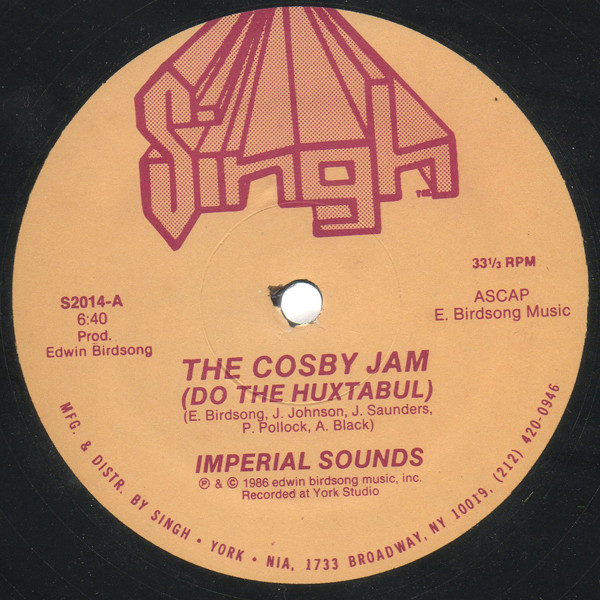 Singh
33⅓ RPM
S2014-A
6:40
Prod.
Edwin Birdsong
ASCAP
E. Birdsong Music
THE COSBY JAM
(DO THE HUXTABUL)
(E. Birdsong, J. Johnson, J. Saunders,
P. Pollock, A. Black)
IMPERIAL SOUNDS
℗ & © 1986 edwin birdsong music, inc.
Recorded at York Studio
MFG. & DISTR. BY SINGH • YORK • NIA, 1733 BROADWAY, NY 10019, (212) 420-0946